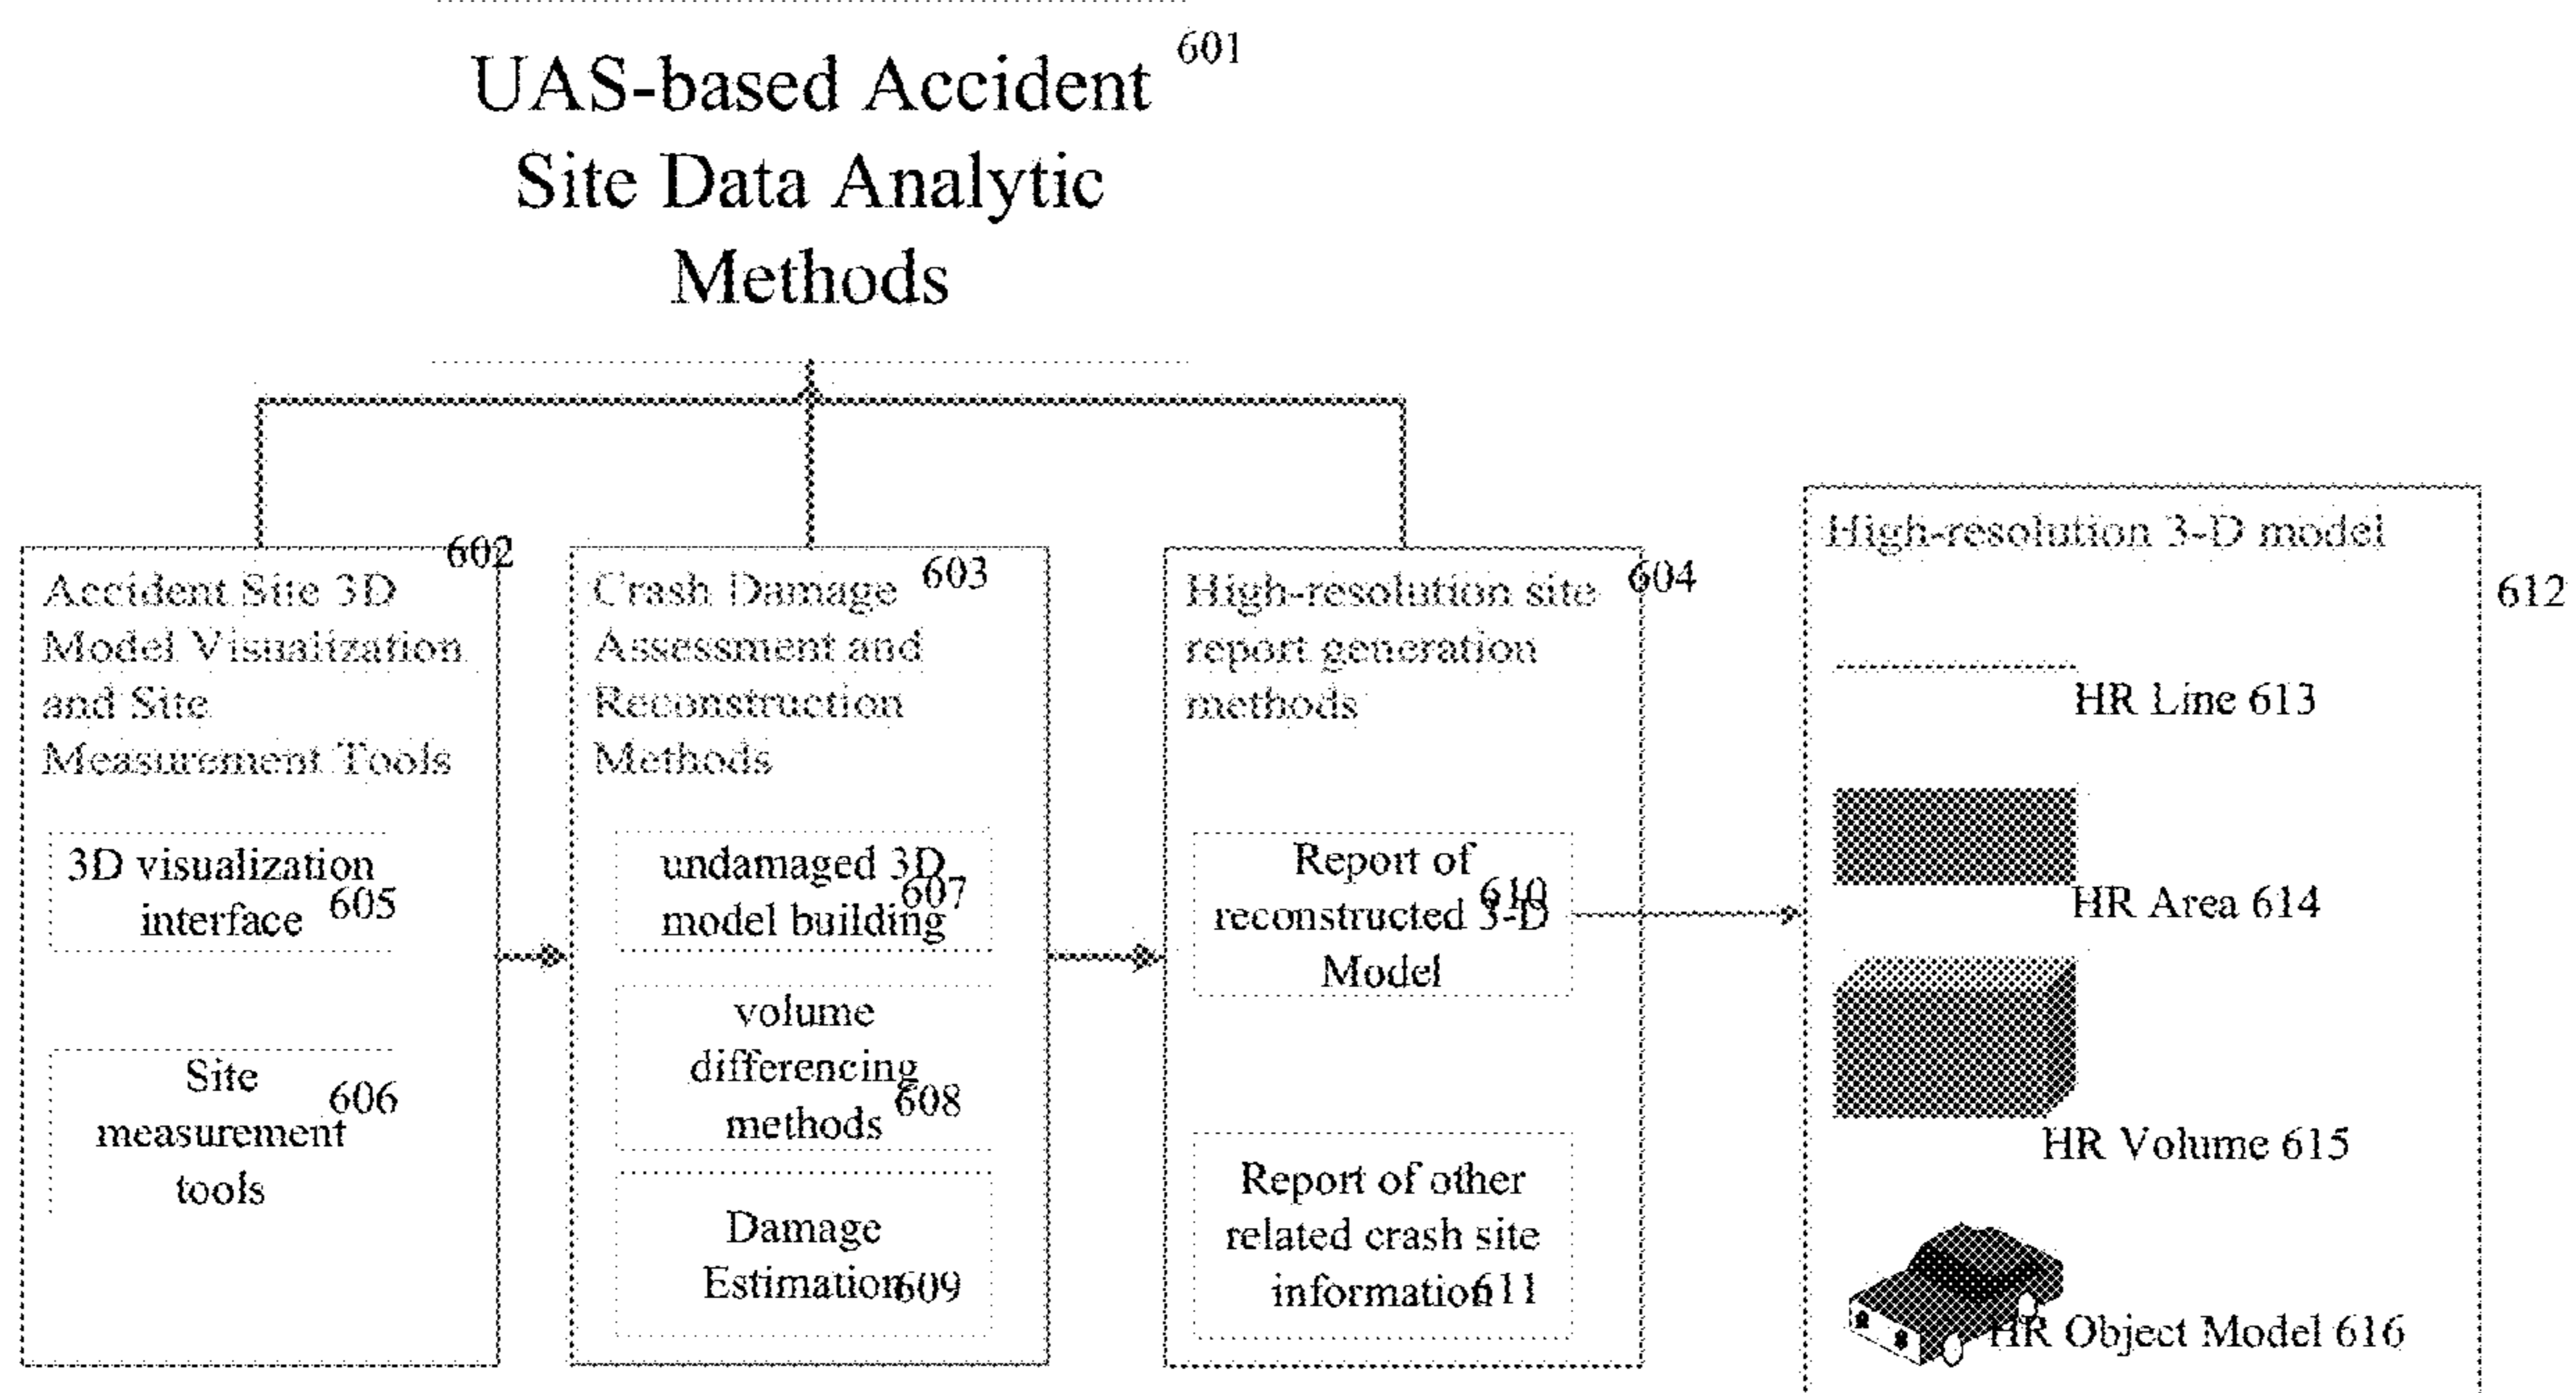 UAS-based Accident 601
Site Data Analytic
Methods
602
Accident Site 3D
Model Visualization
and Site
Measurement Tools
3D visualization
interface 605
Site
606
measurement
tools
603
Crash Damage
Assessment and
Reconstruction
Methods
undamaged 3D
607
model building
volume
differencing
608
methods
Damage
Estimation 609
604
High-resolution site
report generation
methods
Report of
610
reconstructed 3-D
Model
Report of other
related crash site
information 611
High-resolution 3-D model
612
HR Line 613
HR Area 614
HR Volume 615
HR Object Model 616